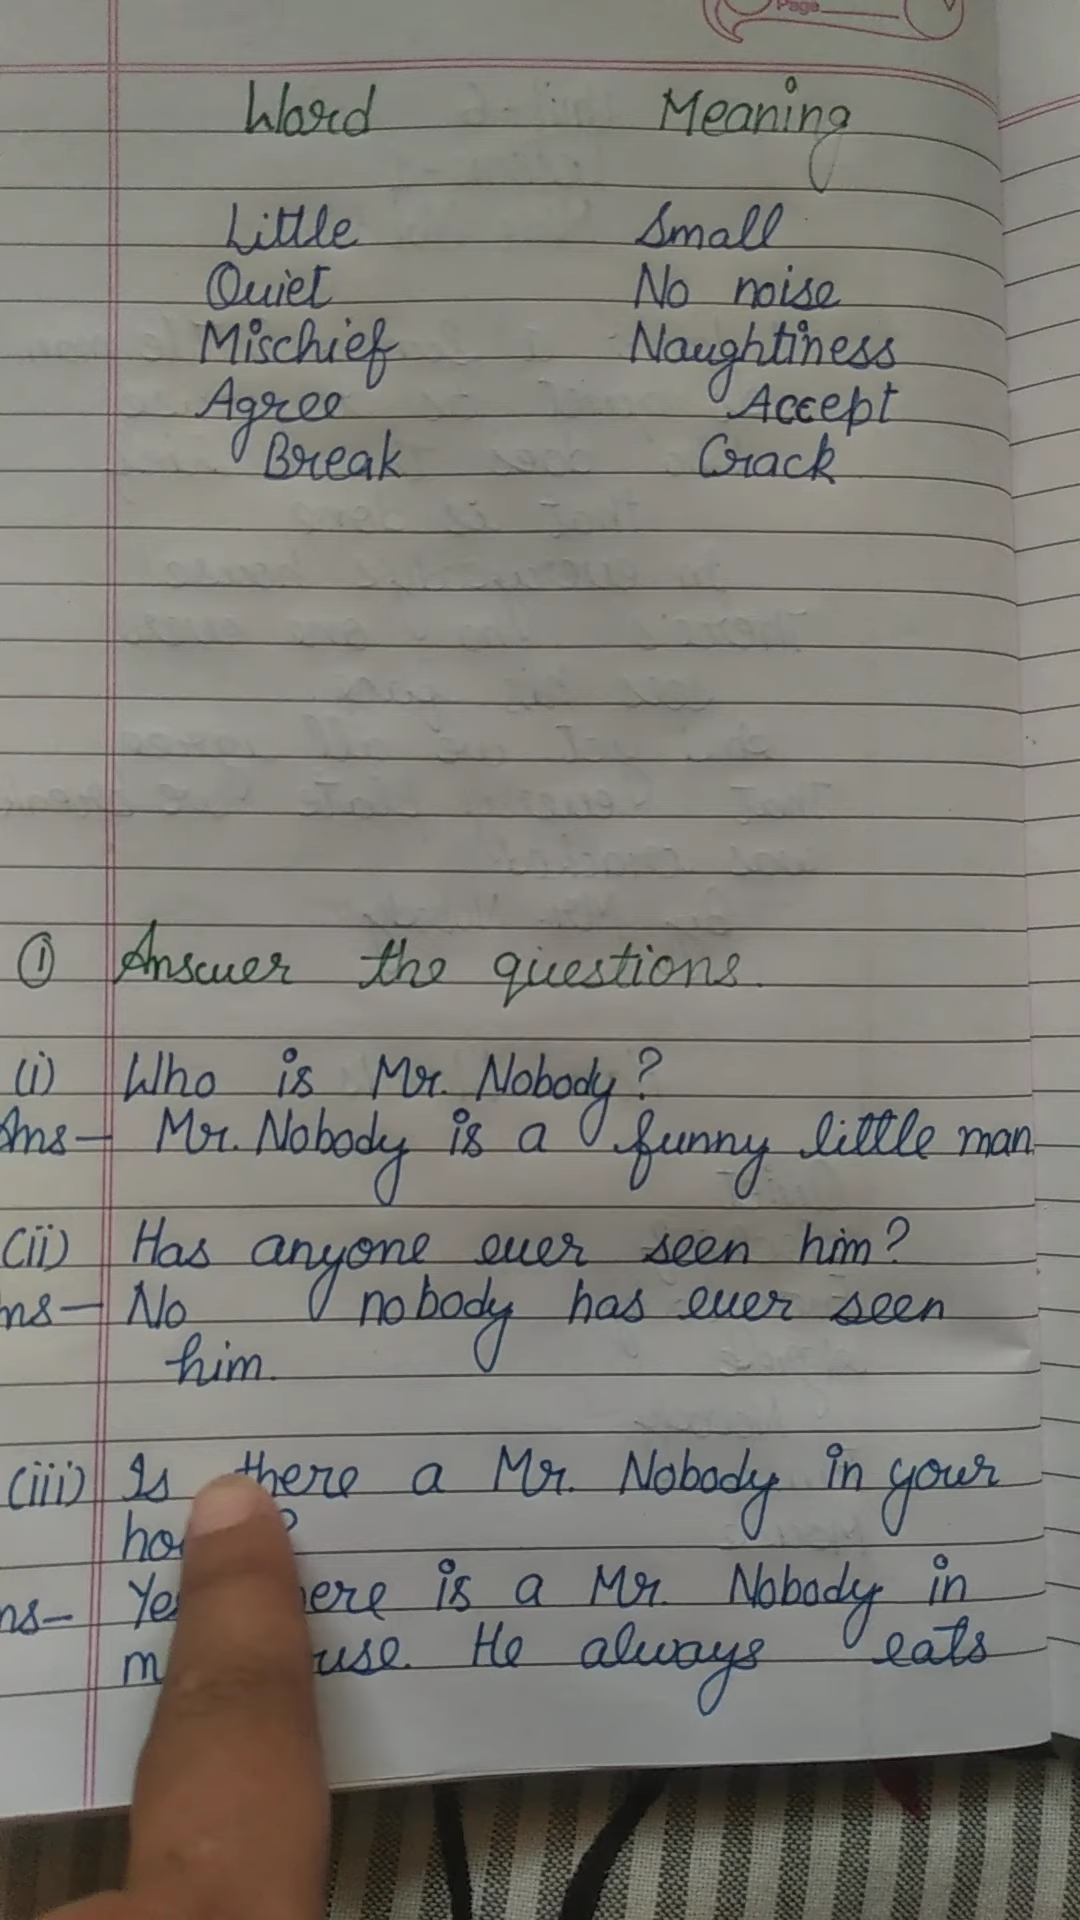 Page
Word Meaning
Little Small
Quiet No noise
Mischief Naughtiness
Agree Accept
Break Crack
① Answer the questions.
(i) Who is Mr. Nobody?
Ans- Mr. Nobody is a funny little man
(ii) Has anyone ever seen him?
ns- No nobody has ever seen
him.
(iii) Is there a Mr. Nobody in your
ho ?
ns- Ye ere is a Mr. Nobody in
m use. He always eats